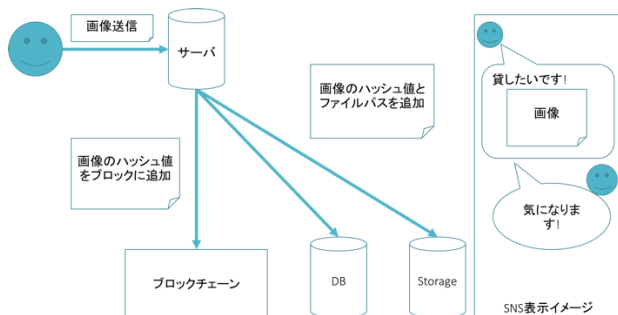 画像送信
サーバ
画像のハッシュ値と
ファイルパスを追加
貸したいです!
画像
画像のハッシュ値
をブロックに追加
気になりま
す!
ブロックチェーン
DB
Storage
SNS表示イメージ